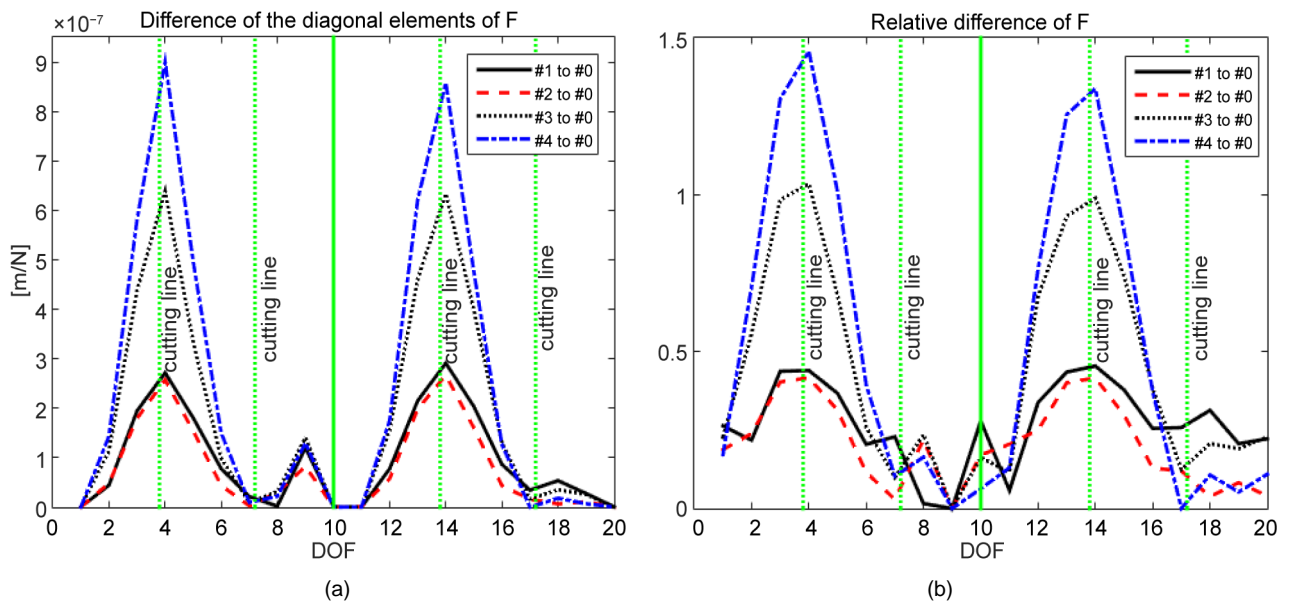 ×10⁻⁷
Difference of the diagonal elements of F
9
8
7
6
5
4
3
2
1
0
[m/N]
#1 to #0
#2 to #0
#3 to #0
#4 to #0
cutting line
cutting line
cutting line
cutting line
0 2 4 6 8 10 12 14 16 18 20
DOF
(a)
Relative difference of F
1.5
1
0.5
0
#1 to #0
#2 to #0
#3 to #0
#4 to #0
cutting line
cutting line
cutting line
cutting line
0 2 4 6 8 10 12 14 16 18 20
DOF
(b)